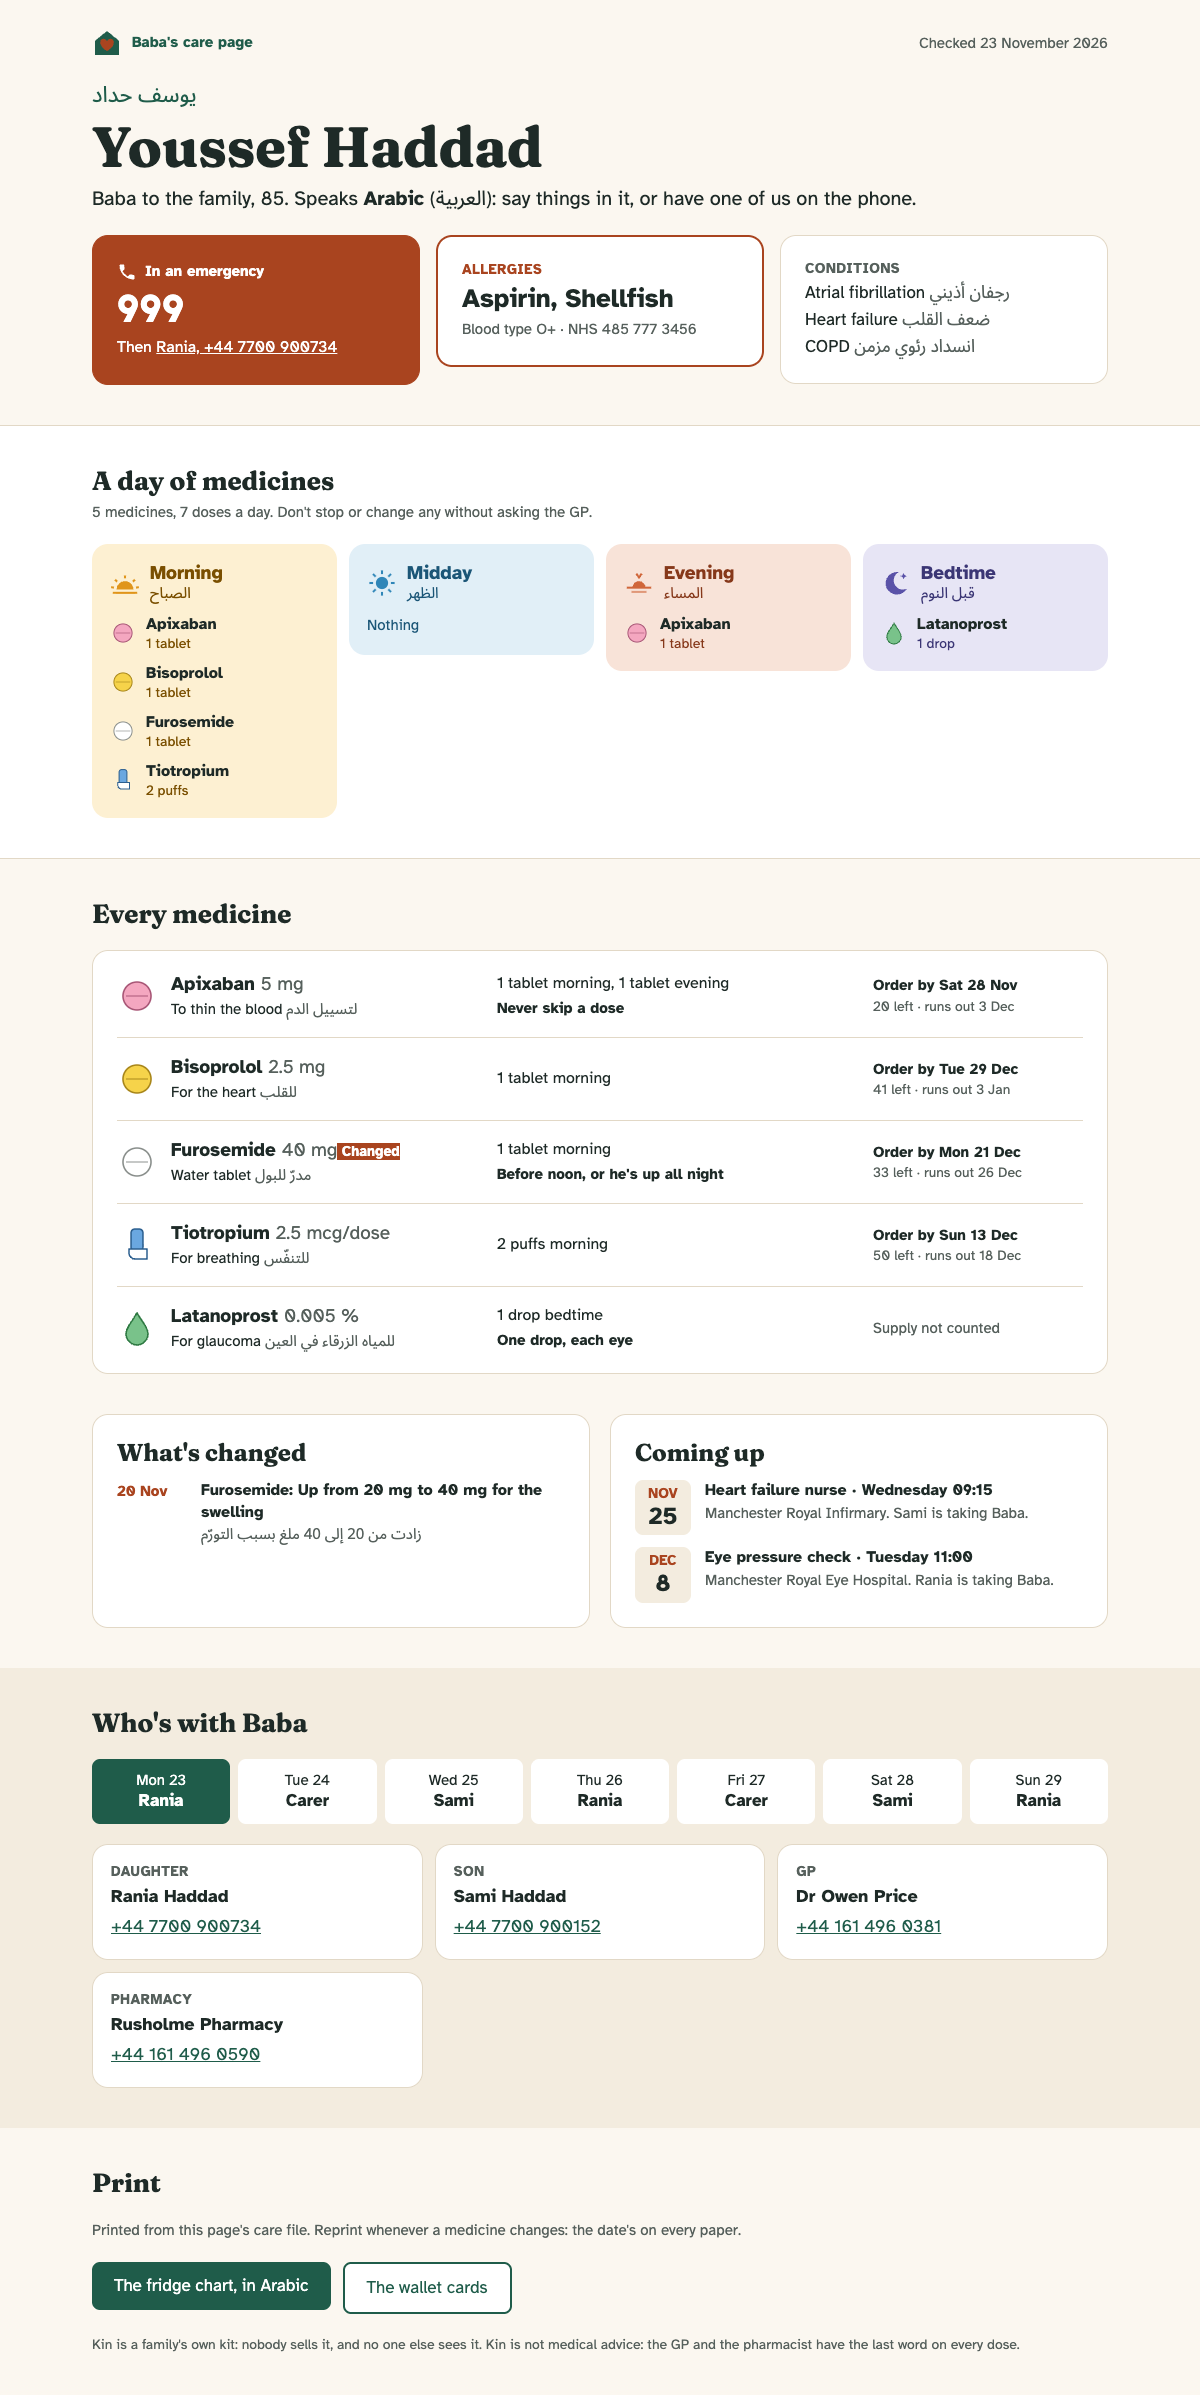 Baba's care page
Checked 23 November 2026
يوسف حداد
Youssef Haddad
Baba to the family, 85. Speaks Arabic (العربية): say things in it, or have one of us on the phone.
In an emergency
999
Then Rania, +44 7700 900734
ALLERGIES
Aspirin, Shellfish
Blood type O+ · NHS 485 777 3456
CONDITIONS
Atrial fibrillation رجفان أذيني
Heart failure ضعف القلب
COPD انسداد رئوي مزمن
A day of medicines
5 medicines, 7 doses a day. Don't stop or change any without asking the GP.
Morning
الصباح
Apixaban
1 tablet
Bisoprolol
1 tablet
Furosemide
1 tablet
Tiotropium
2 puffs
Midday
الظهر
Nothing
Evening
المساء
Apixaban
1 tablet
Bedtime
قبل النوم
Latanoprost
1 drop
Every medicine
Apixaban 5 mg
To thin the blood لتسييل الدم
1 tablet morning, 1 tablet evening
Never skip a dose
Order by Sat 28 Nov
20 left · runs out 3 Dec
Bisoprolol 2.5 mg
For the heart للقلب
1 tablet morning
Order by Tue 29 Dec
41 left · runs out 3 Jan
Furosemide 40 mg Changed
Water tablet مدرّ للبول
1 tablet morning
Before noon, or he's up all night
Order by Mon 21 Dec
33 left · runs out 26 Dec
Tiotropium 2.5 mcg/dose
For breathing للتنفّس
2 puffs morning
Order by Sun 13 Dec
50 left · runs out 18 Dec
Latanoprost 0.005 %
For glaucoma للمياه الزرقاء في العين
1 drop bedtime
One drop, each eye
Supply not counted
What's changed
20 Nov
Furosemide: Up from 20 mg to 40 mg for the
swelling
زادت من 20 إلى 40 ملغ بسبب التورّم
Coming up
NOV
25
Heart failure nurse · Wednesday 09:15
Manchester Royal Infirmary. Sami is taking Baba.
DEC
8
Eye pressure check · Tuesday 11:00
Manchester Royal Eye Hospital. Rania is taking Baba.
Who's with Baba
Mon 23
Rania
Tue 24
Carer
Wed 25
Sami
Thu 26
Rania
Fri 27
Carer
Sat 28
Sami
Sun 29
Rania
DAUGHTER
Rania Haddad
+44 7700 900734
SON
Sami Haddad
+44 7700 900152
GP
Dr Owen Price
+44 161 496 0381
PHARMACY
Rusholme Pharmacy
+44 161 496 0590
Print
Printed from this page's care file. Reprint whenever a medicine changes: the date's on every paper.
The fridge chart, in Arabic
The wallet cards
Kin is a family's own kit: nobody sells it, and no one else sees it. Kin is not medical advice: the GP and the pharmacist have the last word on every dose.